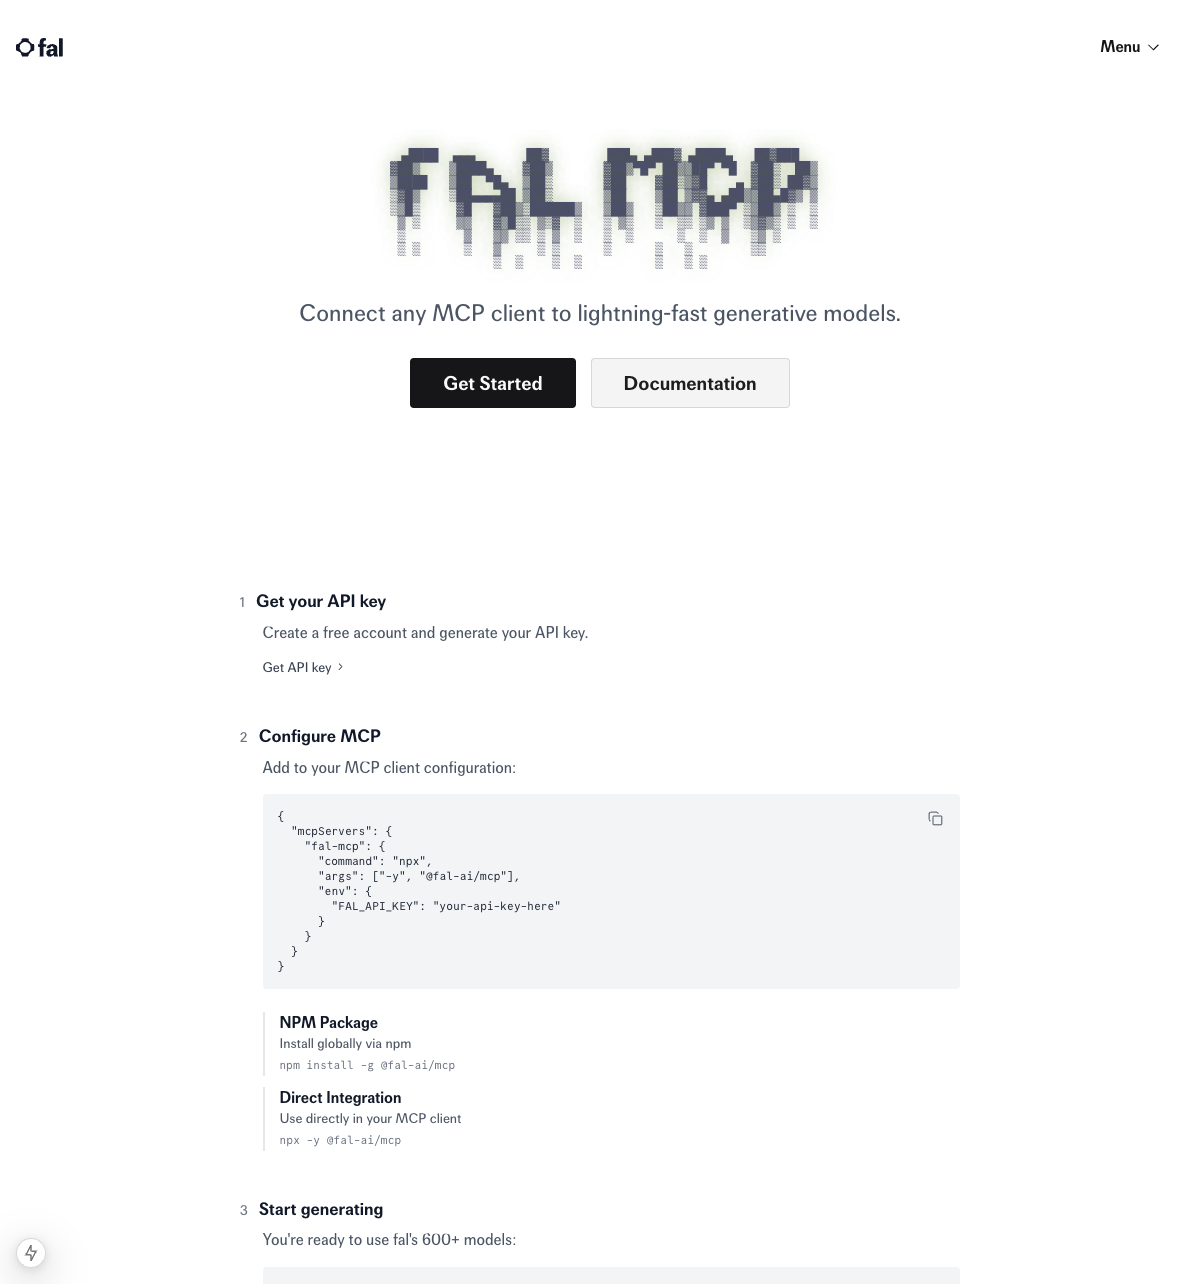 fal
Menu
FAL MCP
Connect any MCP client to lightning-fast generative models.
Get Started
Documentation
1 Get your API key
Create a free account and generate your API key.
Get API key
2 Configure MCP
Add to your MCP client configuration:
{
  "mcpServers": {
    "fal-mcp": {
      "command": "npx",
      "args": ["-y", "@fal-ai/mcp"],
      "env": {
        "FAL_API_KEY": "your-api-key-here"
      }
    }
  }
}
NPM Package
Install globally via npm
npm install -g @fal-ai/mcp
Direct Integration
Use directly in your MCP client
npx -y @fal-ai/mcp
3 Start generating
You're ready to use fal's 600+ models: